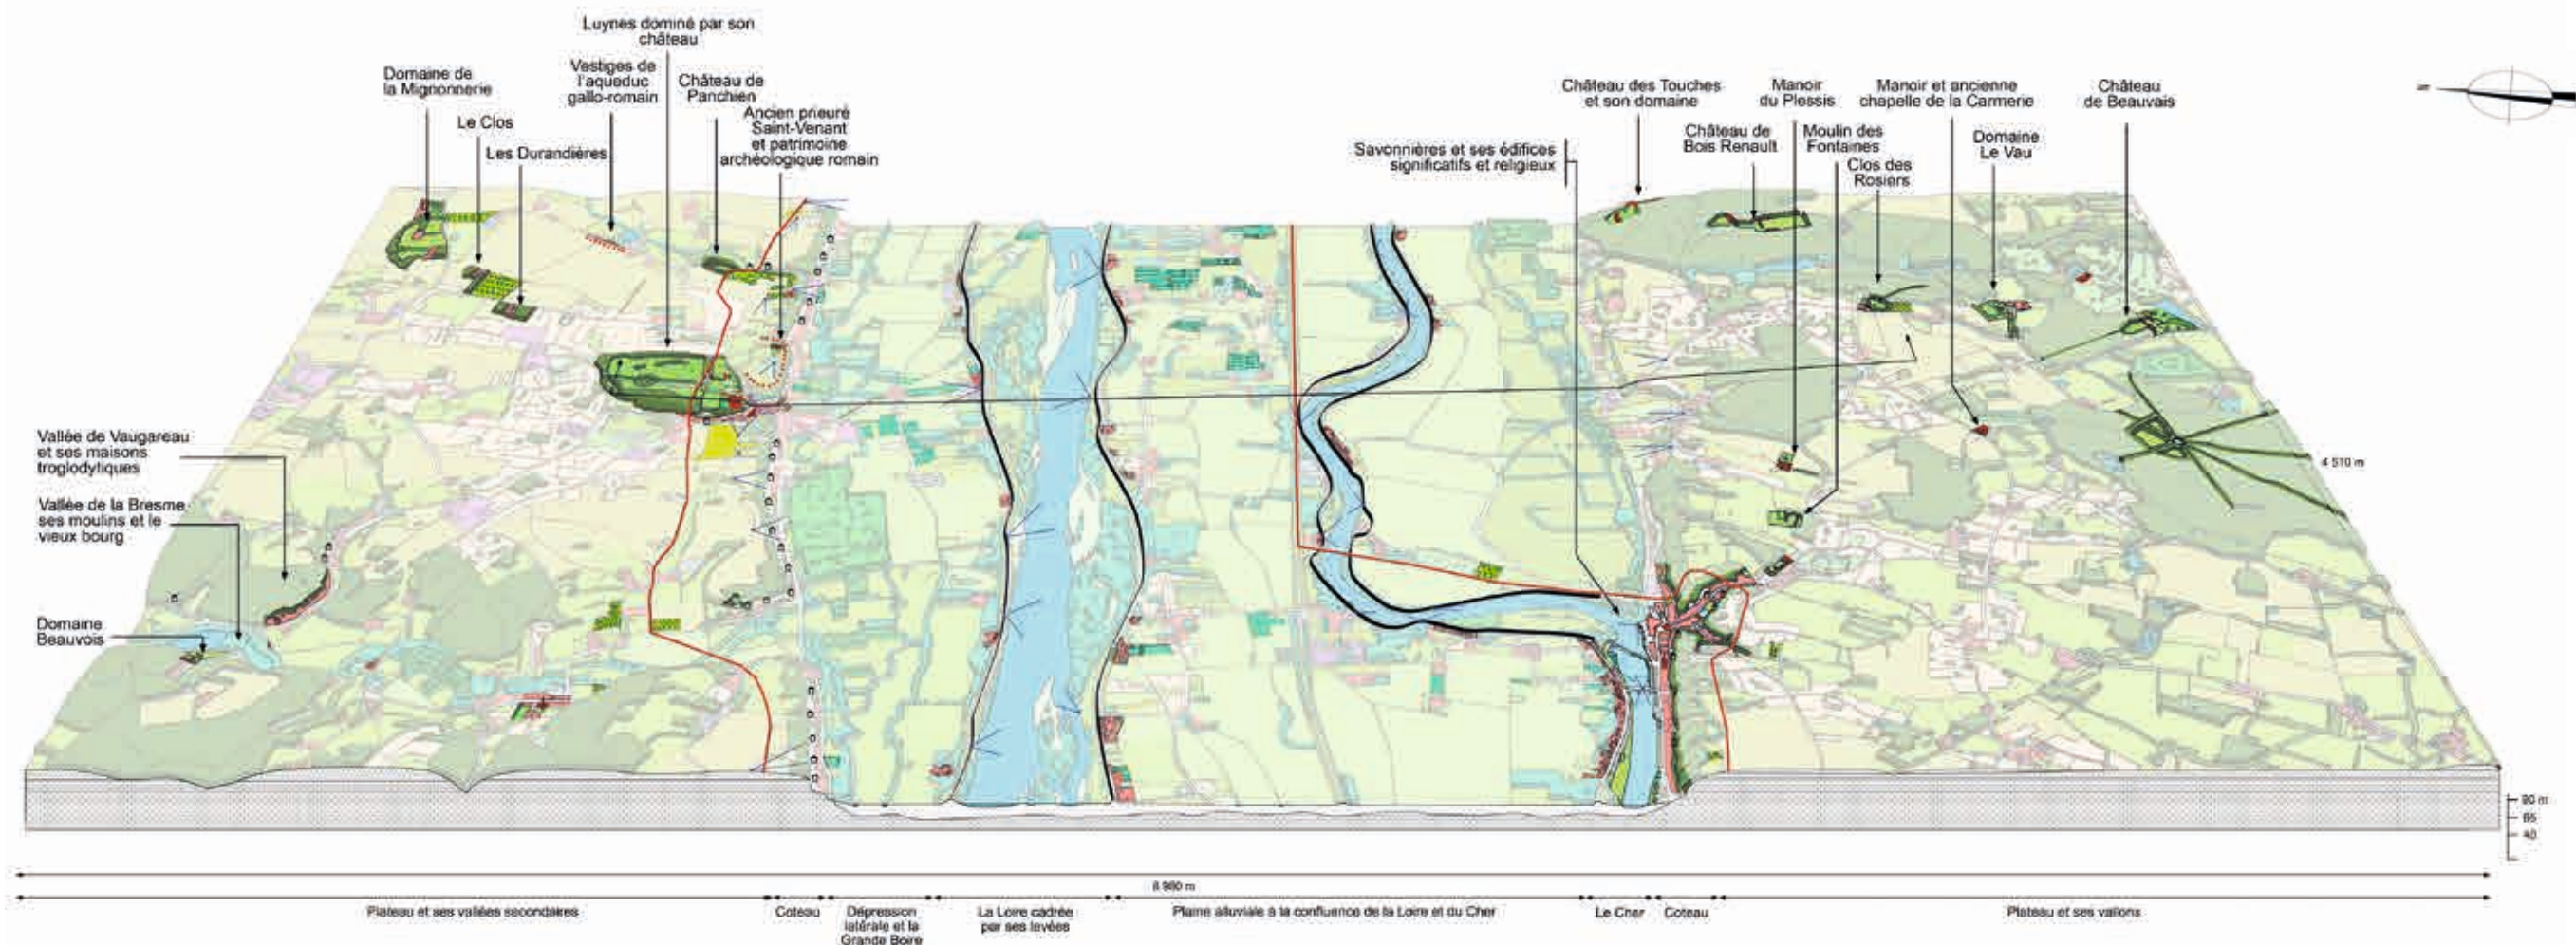 Luynes dominé par son
château
Domaine de
la Mignonnerie
Vestiges de
l'aqueduc
gallo-romain
Château de
Panchien
Le Clos
Les Durandières
Ancien prieuré
Saint-Venant
et patrimoine
archéologique romain
Château des Touches
et son domaine
Manoir
du Plessis
Manoir et ancienne
chapelle de la Carmerie
Château
de Beauvais
Savonnières et ses édifices
significatifs et religieux
Château de
Bois Renault
Moulin des
Fontaines
Clos des
Rosiers
Domaine
Le Vau
Vallée de Vaugareau
et ses maisons
troglodytiques
Vallée de la Bresme
ses moulins et le
vieux bourg
Domaine
Beauvois
4 510 m
90 m
65
40
8 980 m
Plateau et ses vallées secondaires
Coteau
Dépression
latérale et la
Grande Boire
La Loire cadrée
par ses levées
Plaine alluviale à la confluence de la Loire et du Cher
Le Cher
Coteau
Plateau et ses vallons